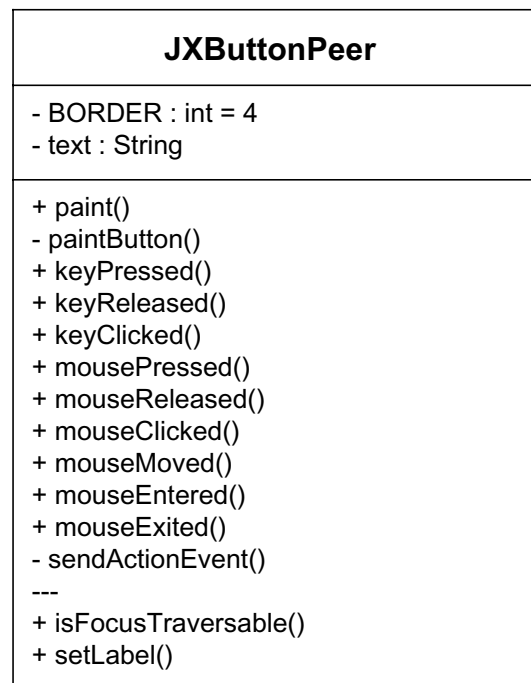 JXButtonPeer
- BORDER : int = 4
- text : String
+ paint()
- paintButton()
+ keyPressed()
+ keyReleased()
+ keyClicked()
+ mousePressed()
+ mouseReleased()
+ mouseClicked()
+ mouseMoved()
+ mouseEntered()
+ mouseExited()
- sendActionEvent()
---
+ isFocusTraversable()
+ setLabel()